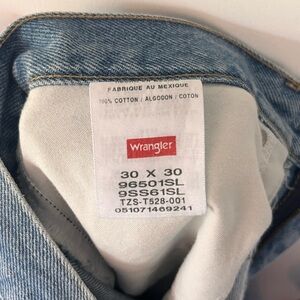 FABRIQUE AU MEXIQUE
100% COTTON / ALGODON / COTON
Wrangler
30 X 30
96501SL
9SS61SL
TZS-T528-001
051071469241